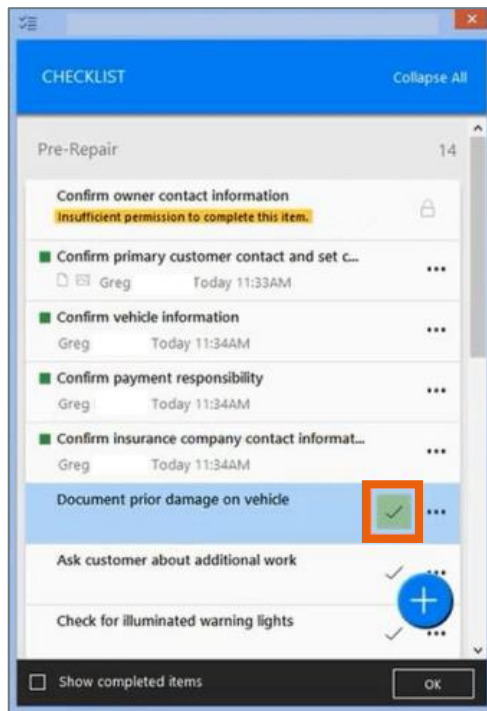 CHECKLIST Collapse All
Pre-Repair 14
Confirm owner contact information
Insufficient permission to complete this item.
Confirm primary customer contact and set c...
Greg Today 11:33AM
Confirm vehicle information
Greg Today 11:34AM
Confirm payment responsibility
Greg Today 11:34AM
Confirm insurance company contact informat...
Greg Today 11:34AM
Document prior damage on vehicle
Ask customer about additional work
Check for illuminated warning lights
Show completed items OK